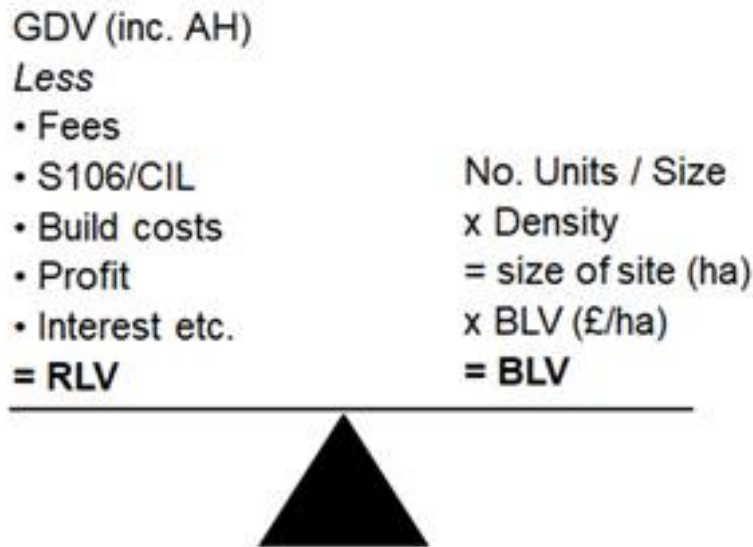 GDV (inc. AH)
Less
• Fees
• S106/CIL
• Build costs
• Profit
• Interest etc.
= RLV
No. Units / Size
x Density
= size of site (ha)
x BLV (£/ha)
= BLV